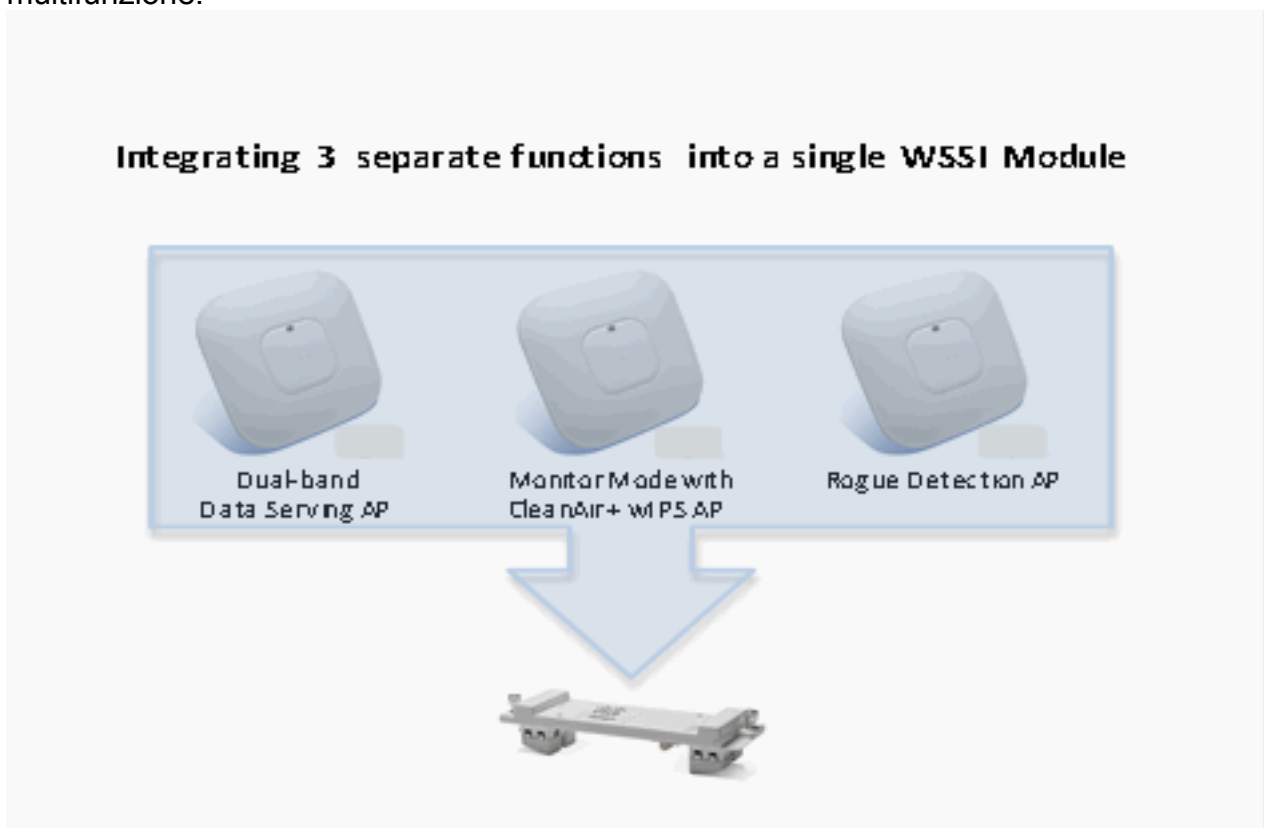 multifunzione.
Integrating 3 separate functions into a single WSSI Module
Dual-band
Data Serving AP
Monitor Mode with
CleanAir+ wIPS AP
Rogue Detection AP